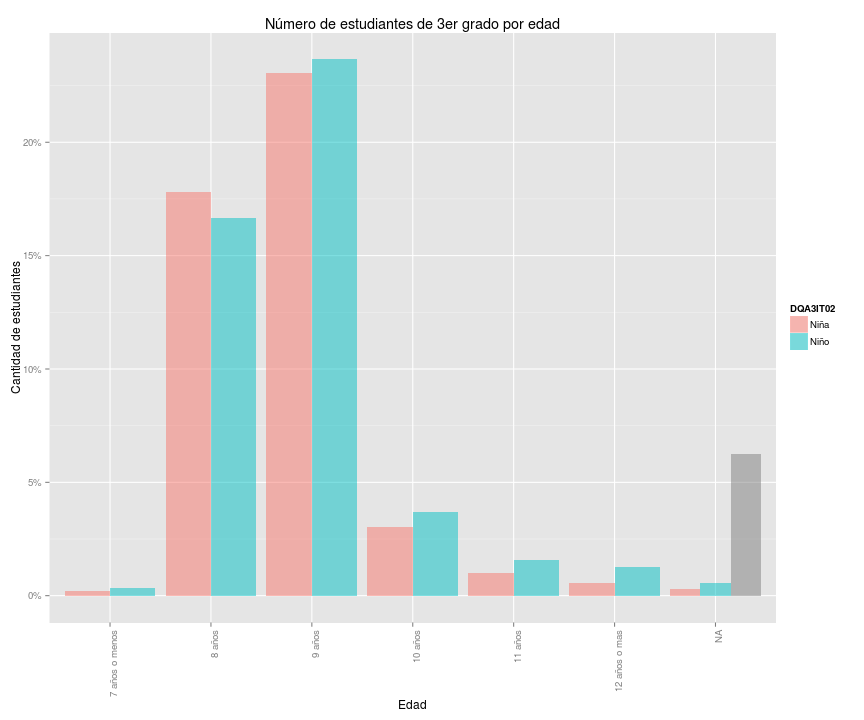 Número de estudiantes de 3er grado por edad
Cantidad de estudiantes
20%
15%
10%
5%
0%
7 años o menos
8 años
9 años
10 años
11 años
12 años o mas
NA
Edad
DQA3IT02
Niña
Niño